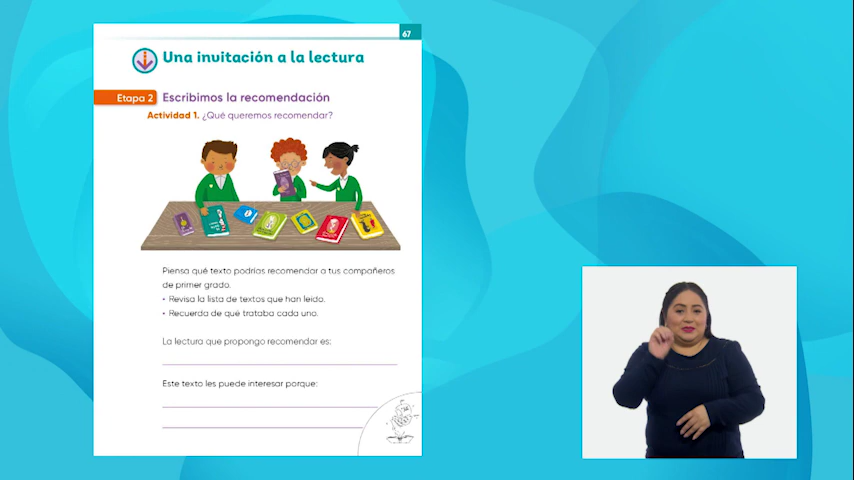 67
Una invitación a la lectura
Etapa 2 Escribimos la recomendación
Actividad 1. ¿Qué queremos recomendar?
Piensa qué texto podrías recomendar a tus compañeros
de primer grado.
• Revisa la lista de textos que han leído.
• Recuerda de qué trataba cada uno.
La lectura que propongo recomendar es:
Este texto les puede interesar porque: